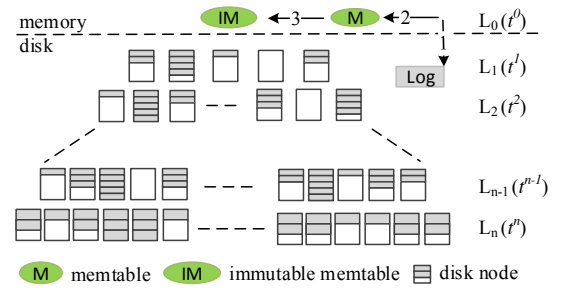 memory IM 3 M 2 L₀(t⁰)
disk 1
L₁(t¹)
Log
L₂(t²)
Lₙ₋₁(tⁿ⁻¹)
Lₙ(tⁿ)
M memtable IM immutable memtable disk node